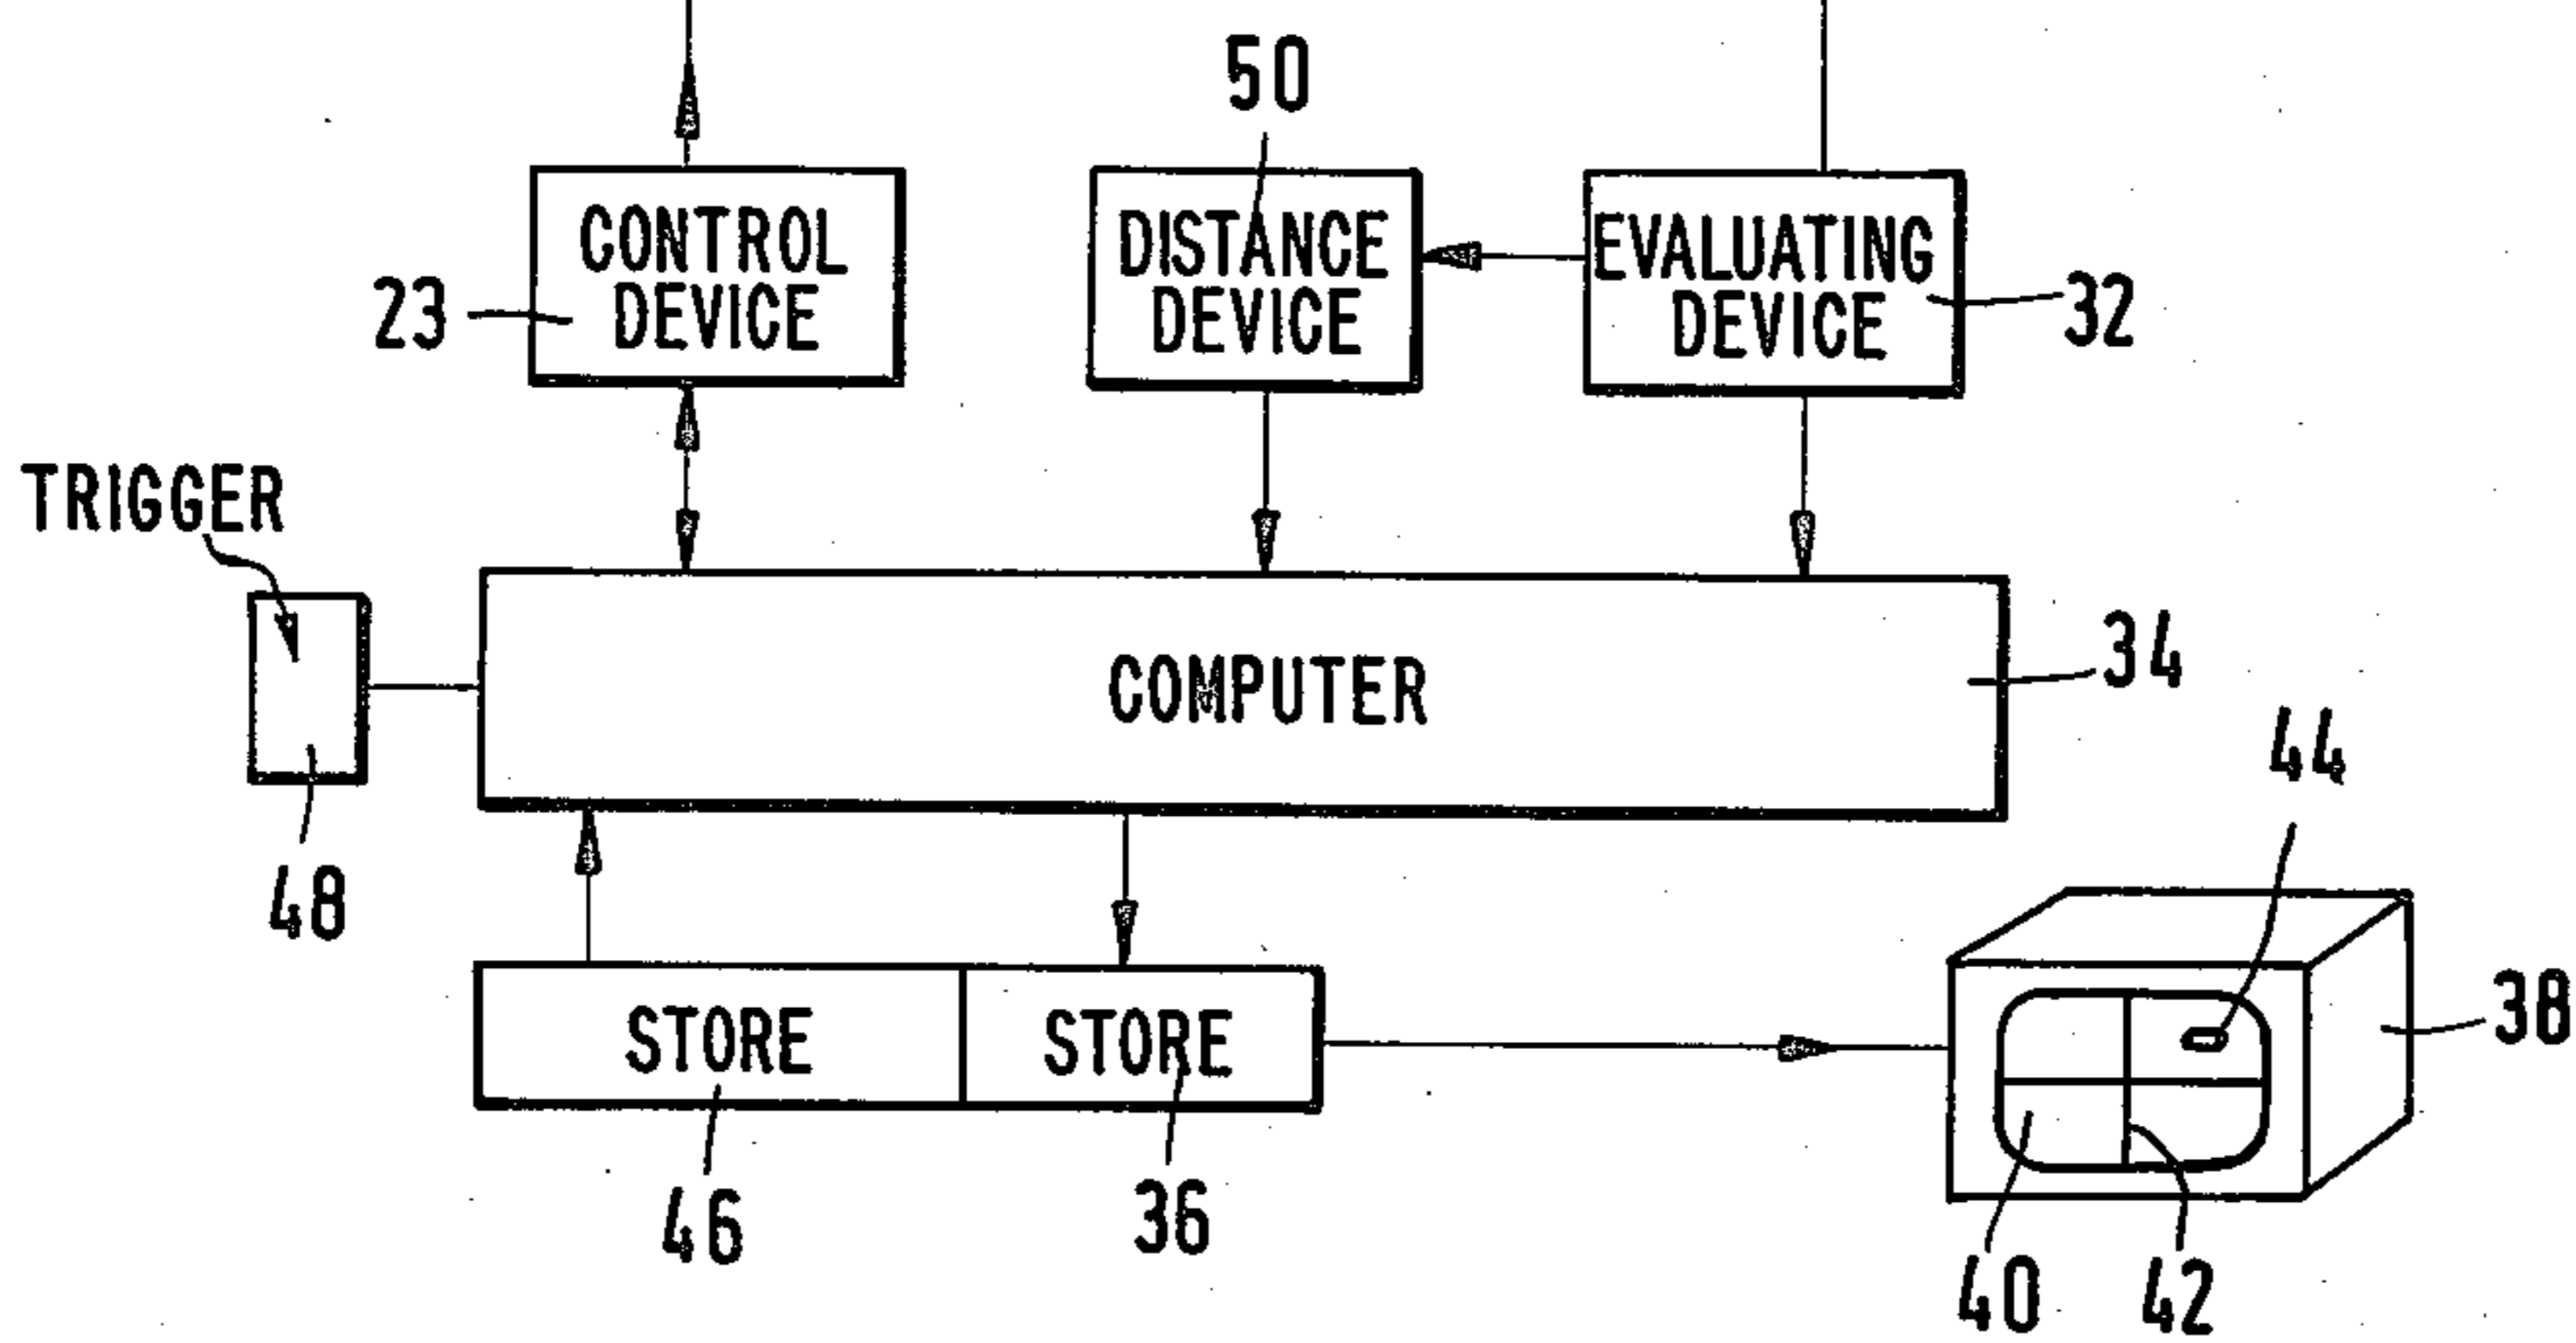 50
CONTROL
DEVICE
23
DISTANCE
DEVICE
EVALUATING
DEVICE
32
TRIGGER
COMPUTER
34
44
48
STORE
STORE
38
46
36
40
42